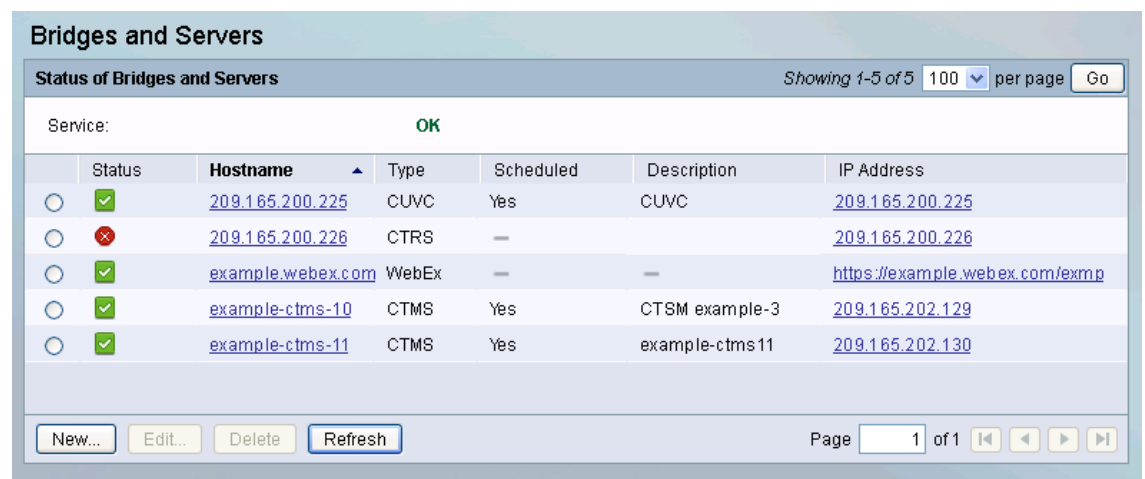 Bridges and Servers
Status of Bridges and Servers Showing 1-5 of 5 100 per page Go
Service: OK
Status Hostname Type Scheduled Description IP Address
209.165.200.225 CUVC Yes CUVC 209.165.200.225
209.165.200.226 CTRS — 209.165.200.226
example.webex.com WebEx — — https://example.webex.com/exmp
example-ctms-10 CTMS Yes CTSM example-3 209.165.202.129
example-ctms-11 CTMS Yes example-ctms11 209.165.202.130
New... Edit... Delete Refresh Page 1 of 1